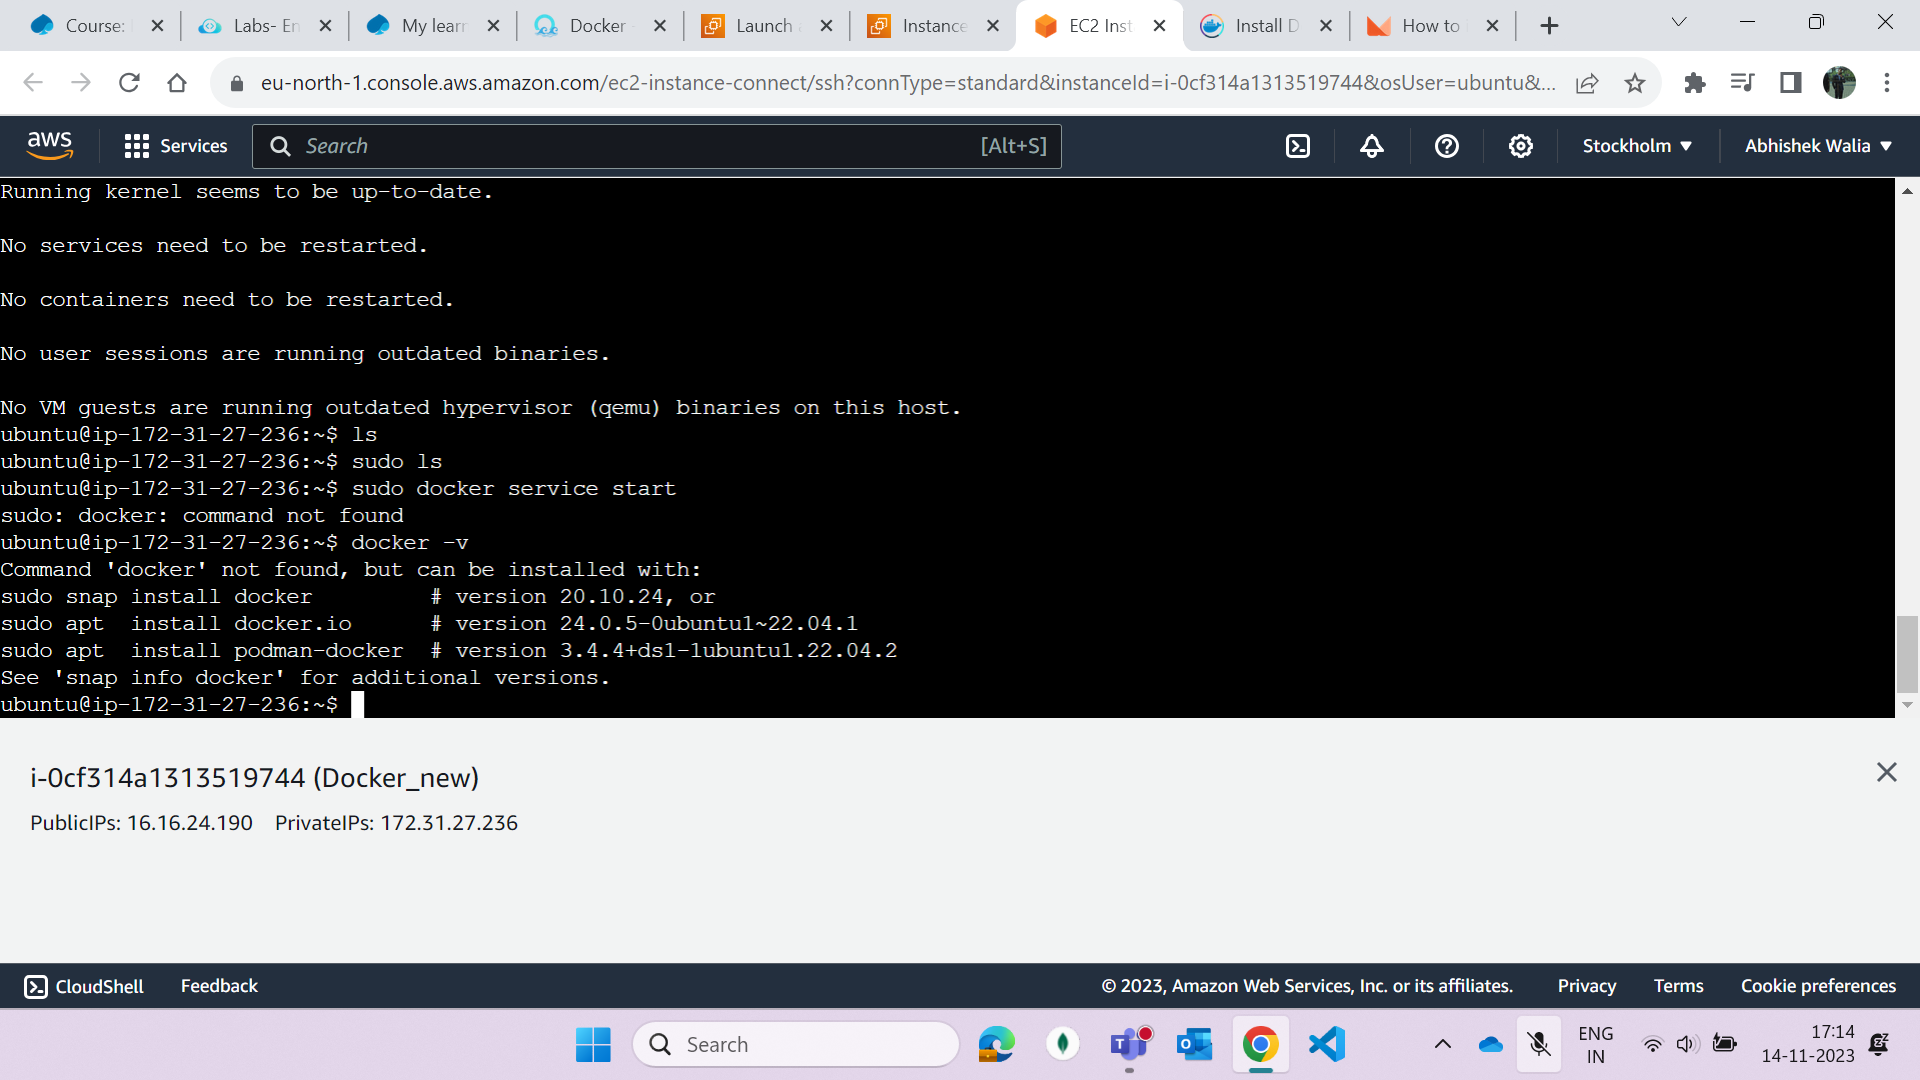 Course:
Labs- En
My learn
Docker
Launch
Instance
EC2 Inst
Install D
How to
eu-north-1.console.aws.amazon.com/ec2-instance-connect/ssh?connType=standard&instanceId=i-0cf314a1313519744&osUser=ubuntu&...
aws
Services
Search
[Alt+S]
Stockholm
Abhishek Walia
Running kernel seems to be up-to-date.
No services need to be restarted.
No containers need to be restarted.
No user sessions are running outdated binaries.
No VM guests are running outdated hypervisor (qemu) binaries on this host.
ubuntu@ip-172-31-27-236:~$ ls
ubuntu@ip-172-31-27-236:~$ sudo ls
ubuntu@ip-172-31-27-236:~$ sudo docker service start
sudo: docker: command not found
ubuntu@ip-172-31-27-236:~$ docker -v
Command 'docker' not found, but can be installed with:
sudo snap install docker         # version 20.10.24, or
sudo apt  install docker.io      # version 24.0.5-0ubuntu1~22.04.1
sudo apt  install podman-docker  # version 3.4.4+ds1-1ubuntu1.22.04.2
See 'snap info docker' for additional versions.
ubuntu@ip-172-31-27-236:~$
i-0cf314a1313519744 (Docker_new)
PublicIPs: 16.16.24.190 PrivateIPs: 172.31.27.236
CloudShell
Feedback
© 2023, Amazon Web Services, Inc. or its affiliates.
Privacy
Terms
Cookie preferences
Search
ENG
IN
17:14
14-11-2023